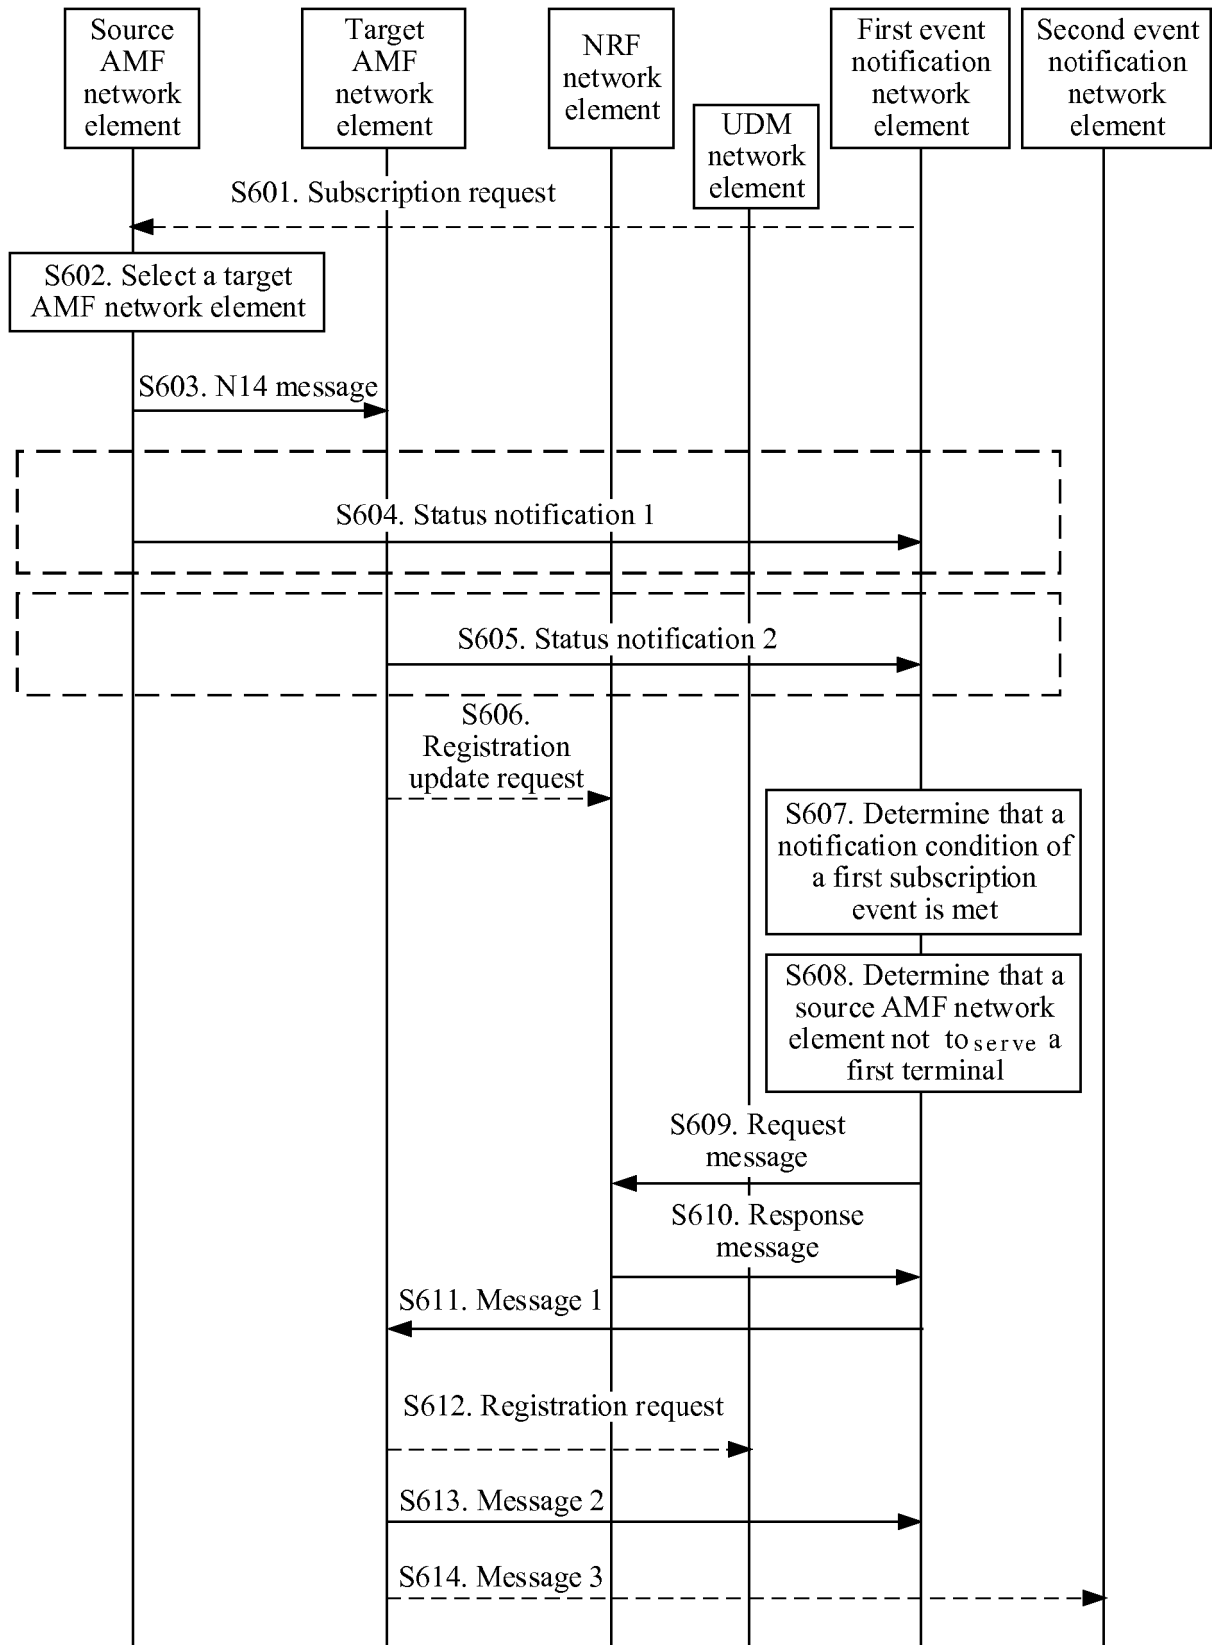 Source
AMF
network
element
Target
AMF
network
element
NRF
network
element
UDM
network
element
First event
notification
network
element
Second event
notification
network
element
S601. Subscription request
S602. Select a target
AMF network element
S603. N14 message
S604. Status notification 1
S605. Status notification 2
S606.
Registration
update request
S607. Determine that a
notification condition of
a first subscription
event is met
S608. Determine that a
source AMF network
element not to serve a
first terminal
S609. Request
message
S610. Response
message
S611. Message 1
S612. Registration request
S613. Message 2
S614. Message 3